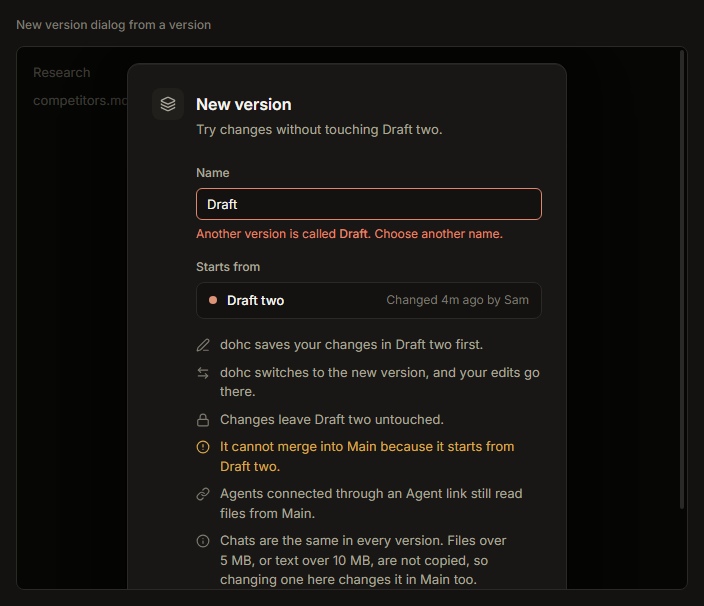 New version dialog from a version
Research
competitors.mc
New version
Try changes without touching Draft two.
Name
Draft
Another version is called Draft. Choose another name.
Starts from
Draft two
Changed 4m ago by Sam
dohc saves your changes in Draft two first.
dohc switches to the new version, and your edits go
there.
Changes leave Draft two untouched.
It cannot merge into Main because it starts from
Draft two.
Agents connected through an Agent link still read
files from Main.
Chats are the same in every version. Files over
5 MB, or text over 10 MB, are not copied, so
changing one here changes it in Main too.